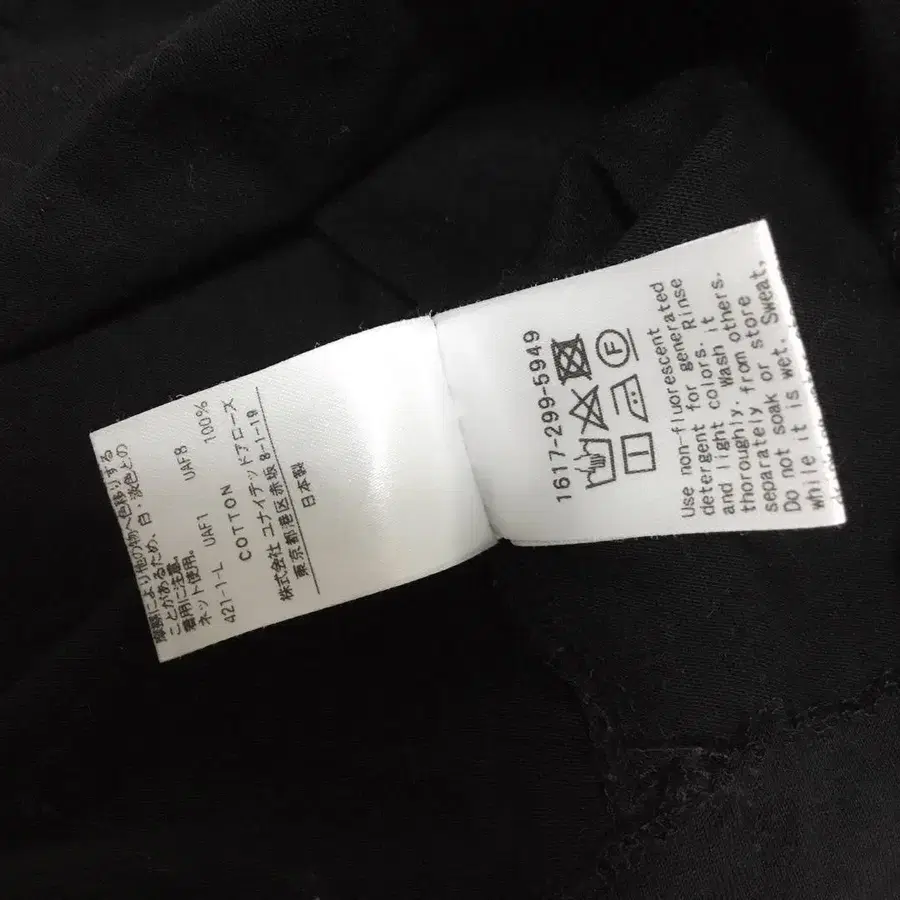 摩擦により他の物へ色移りする
ことがあるため、白・淡色との
着用に注意。
ネット使用。
421-1-L UAF1 UAF8
COTTON 100%
株式会社 ユナイテッドアローズ
東京都港区赤坂8-1-19
日本製
1617-299-5949
F
Use non-fluorescent
detergent for generated
and light colors. Rinse
thoroughly. Wash others
separately from store
Do not soak or Sweat,
while it is wet.